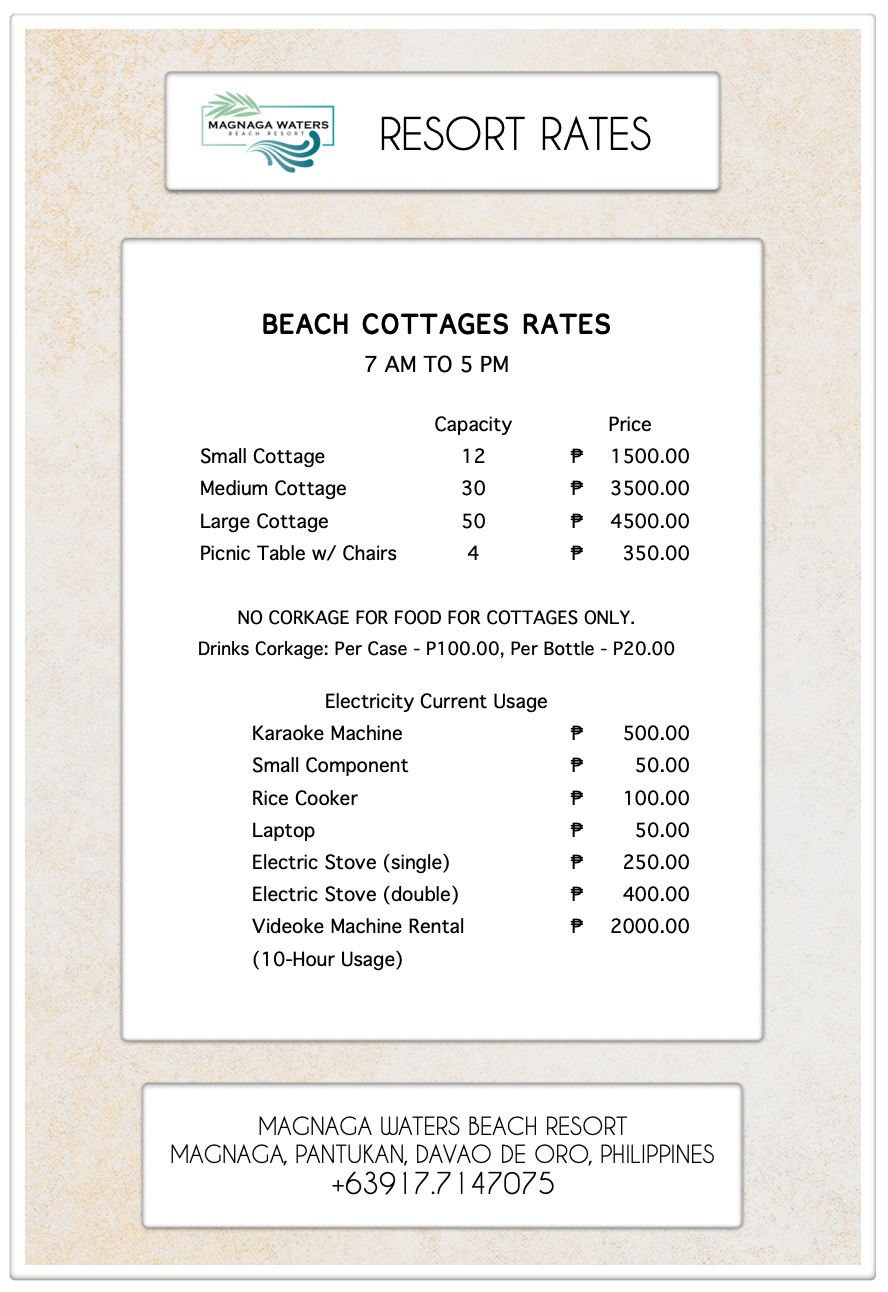 MAGNAGA WATERS
BEACH RESORT
RESORT RATES
BEACH COTTAGES RATES
7 AM TO 5 PM
Capacity Price
Small Cottage 12 ₱ 1500.00
Medium Cottage 30 ₱ 3500.00
Large Cottage 50 ₱ 4500.00
Picnic Table w/ Chairs 4 ₱ 350.00
NO CORKAGE FOR FOOD FOR COTTAGES ONLY.
Drinks Corkage: Per Case - P100.00, Per Bottle - P20.00
Electricity Current Usage
Karaoke Machine ₱ 500.00
Small Component ₱ 50.00
Rice Cooker ₱ 100.00
Laptop ₱ 50.00
Electric Stove (single) ₱ 250.00
Electric Stove (double) ₱ 400.00
Videoke Machine Rental ₱ 2000.00
(10-Hour Usage)
MAGNAGA WATERS BEACH RESORT
MAGNAGA, PANTUKAN, DAVAO DE ORO, PHILIPPINES
+63917.7147075